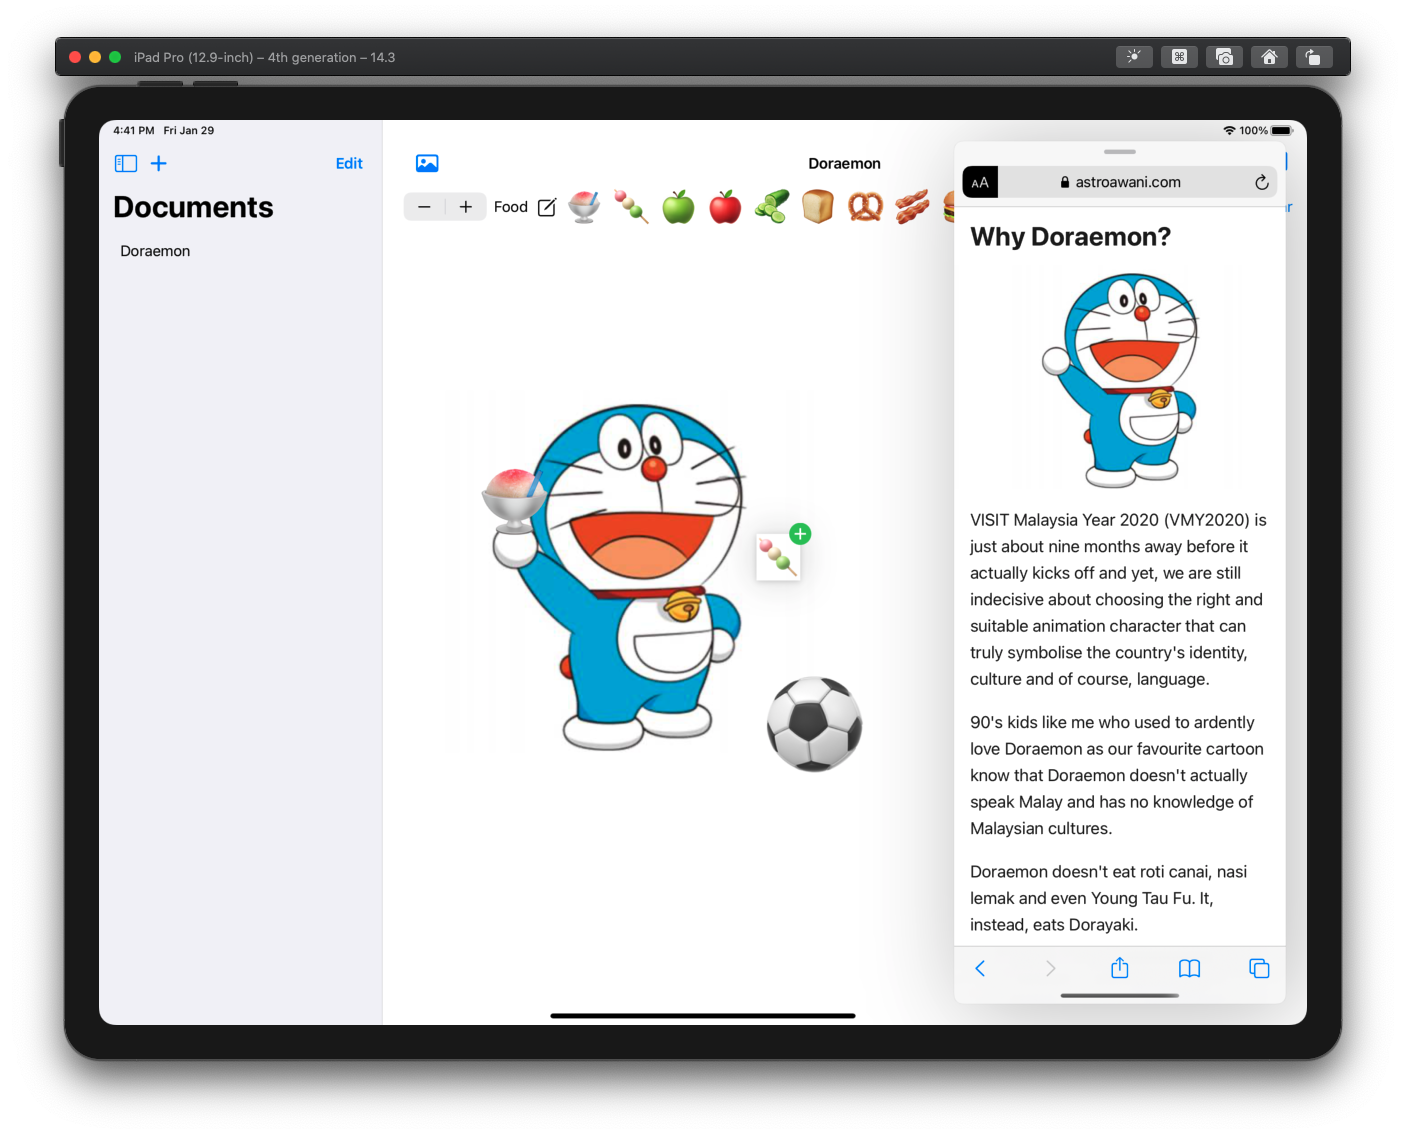 iPad Pro (12.9-inch) – 4th generation – 14.3
4:41 PM Fri Jan 29
100%
Edit
Documents
Doraemon
Doraemon
Food
AA
astroawani.com
Why Doraemon?
VISIT Malaysia Year 2020 (VMY2020) is
just about nine months away before it
actually kicks off and yet, we are still
indecisive about choosing the right and
suitable animation character that can
truly symbolise the country's identity,
culture and of course, language.
90's kids like me who used to ardently
love Doraemon as our favourite cartoon
know that Doraemon doesn't actually
speak Malay and has no knowledge of
Malaysian cultures.
Doraemon doesn't eat roti canai, nasi
lemak and even Young Tau Fu. It,
instead, eats Dorayaki.